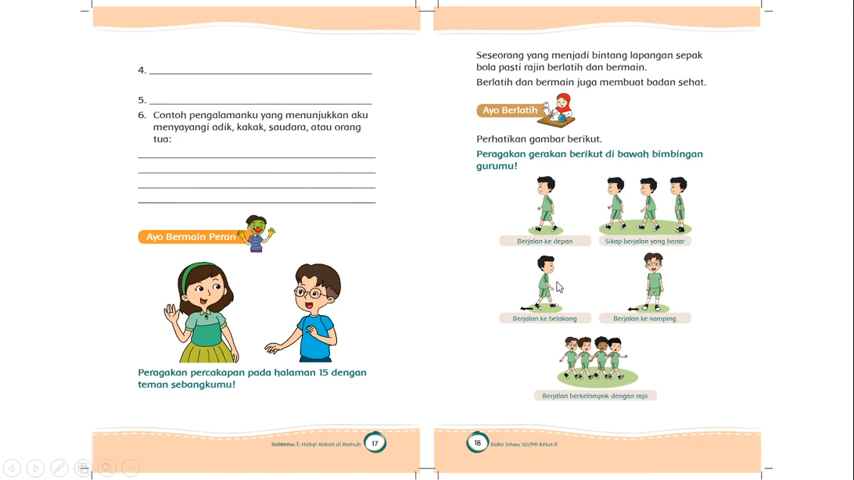 4.
5.
6. Contoh pengalamanku yang menunjukkan aku
menyayangi adik, kakak, saudara, atau orang
tua:
Ayo Bermain Peran
Peragakan percakapan pada halaman 15 dengan
teman sebangkumu!
Subtema 1. Hidup Rukun di Rumah
17
Seseorang yang menjadi bintang lapangan sepak
bola pasti rajin berlatih dan bermain.
Berlatih dan bermain juga membuat badan sehat.
Ayo Berlatih
Perhatikan gambar berikut.
Peragakan gerakan berikut di bawah bimbingan
gurumu!
Berjalan ke depan
Sikap berjalan yang benar
Berjalan ke belakang
Berjalan ke samping
Berjalan berkelompok dengan rapi
18
Buku Siswa SD/MI Kelas II